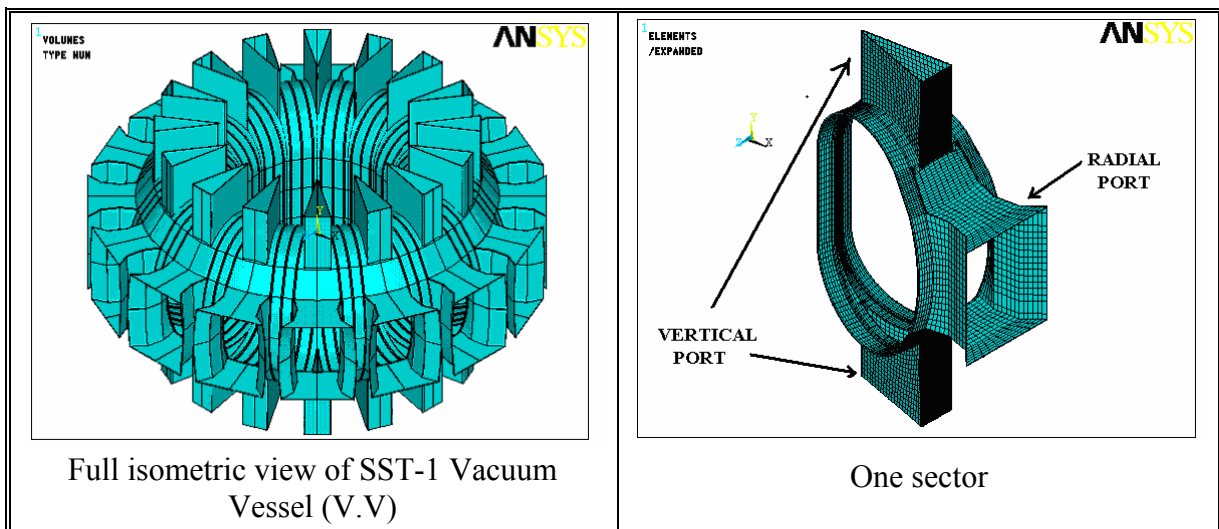 1
VOLUMES
TYPE NUM
ANSYS
Y
Full isometric view of SST-1 Vacuum
Vessel (V.V)
1
ELEMENTS
/EXPANDED
ANSYS
Y
Z
X
RADIAL
PORT
VERTICAL
PORT
One sector